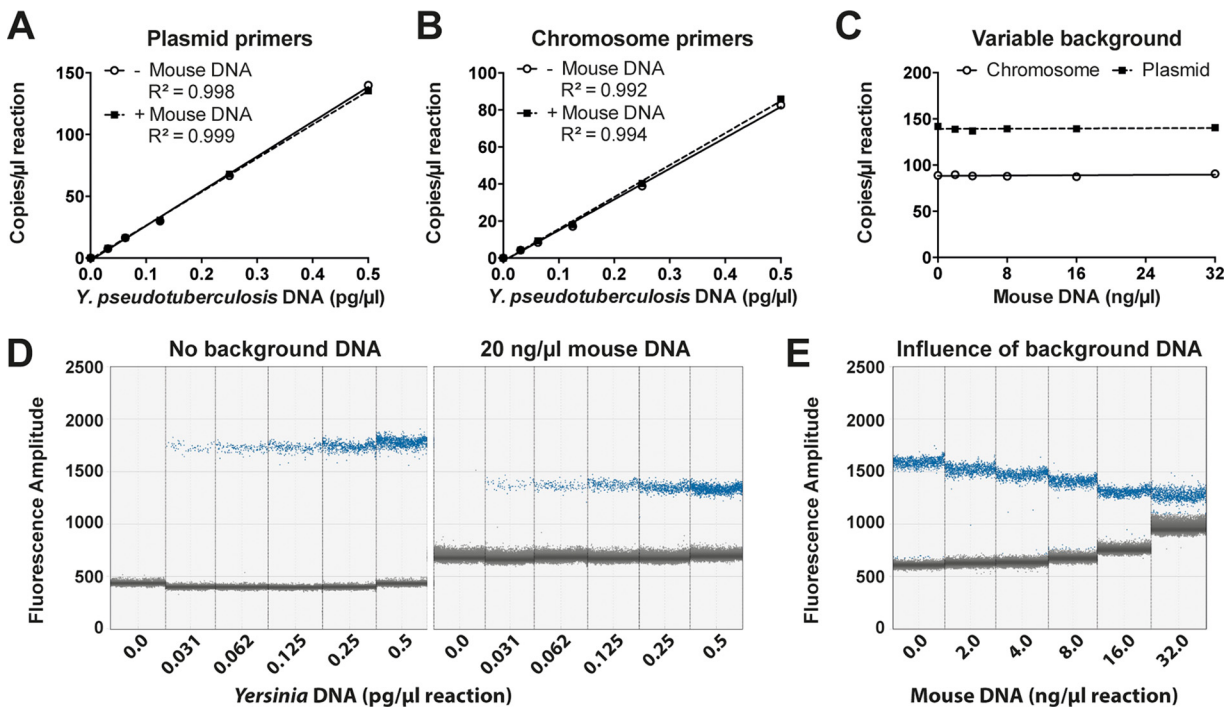 A
Plasmid primers
- Mouse DNA
R² = 0.998
+ Mouse DNA
R² = 0.999
Copies/µl reaction
150
100
50
0
0.0 0.1 0.2 0.3 0.4 0.5
Y. pseudotuberculosis DNA (pg/µl)
B
Chromosome primers
- Mouse DNA
R² = 0.992
+ Mouse DNA
R² = 0.994
Copies/µl reaction
100
80
60
40
20
0
0.0 0.1 0.2 0.3 0.4 0.5
Y. pseudotuberculosis DNA (pg/µl)
C
Variable background
Chromosome Plasmid
Copies/µl reaction
200
150
100
50
0
0 8 16 24 32
Mouse DNA (ng/µl)
D
No background DNA
20 ng/µl mouse DNA
Fluorescence Amplitude
2500
2000
1500
1000
500
0
0.0 0.031 0.062 0.125 0.25 0.5
0.0 0.031 0.062 0.125 0.25 0.5
Yersinia DNA (pg/µl reaction)
E
Influence of background DNA
Fluorescence Amplitude
2500
2000
1500
1000
500
0
0.0 2.0 4.0 8.0 16.0 32.0
Mouse DNA (ng/µl reaction)